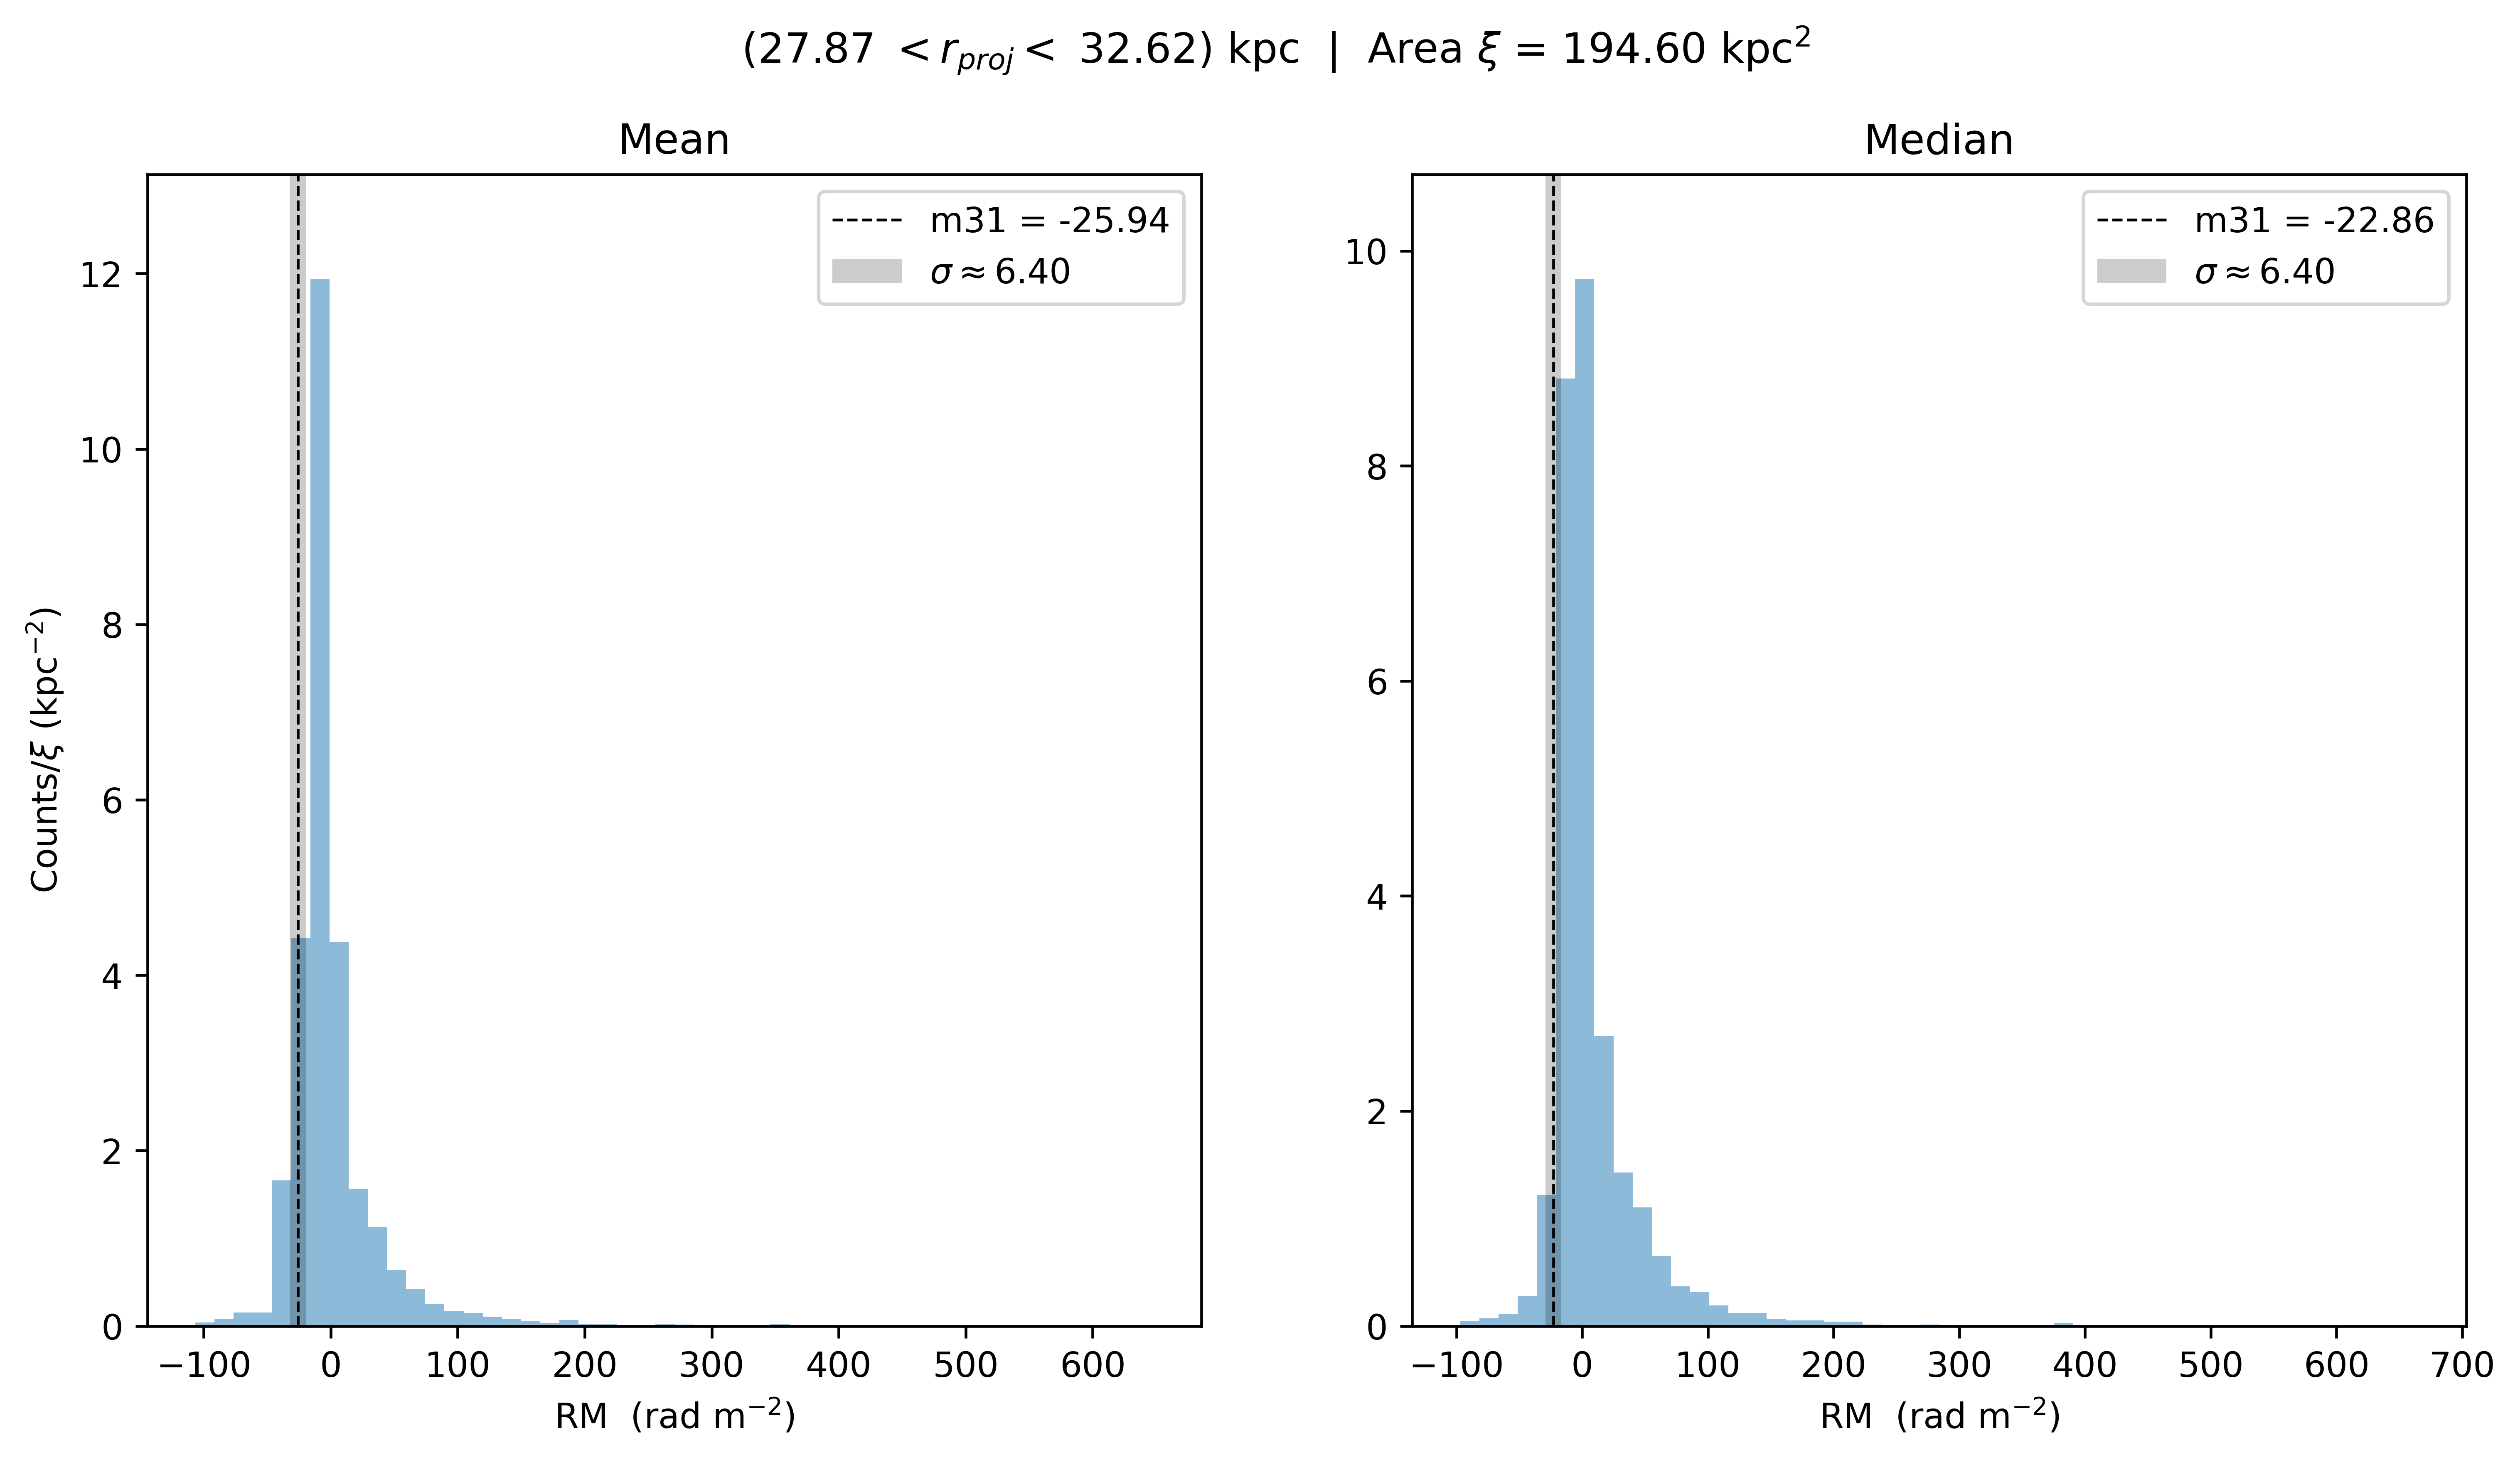 (27.87 < r_proj < 32.62) kpc | Area ξ = 194.60 kpc²
Mean
m31 = -25.94
σ ≈ 6.40
12
10
8
6
4
2
0
Counts/ξ (kpc⁻²)
−100 0 100 200 300 400 500 600
RM (rad m⁻²)
Median
m31 = -22.86
σ ≈ 6.40
10
8
6
4
2
0
−100 0 100 200 300 400 500 600 700
RM (rad m⁻²)